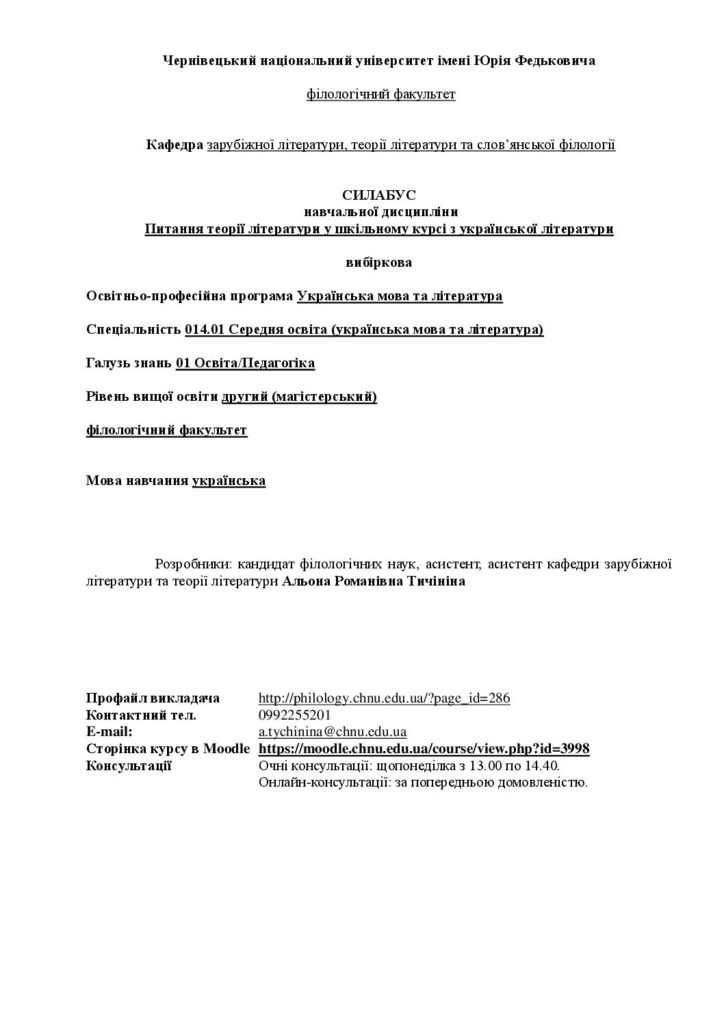 Чернівецький національний університет імені Юрія Федьковича
філологічний факультет
Кафедра зарубіжної літератури, теорії літератури та слов’янської філології
СИЛАБУС
навчальної дисципліни
Питання теорії літератури у шкільному курсі з української літератури
вибіркова
Освітньо-професійна програма Українська мова та література
Спеціальність 014.01 Середня освіта (українська мова та література)
Галузь знань 01 Освіта/Педагогіка
Рівень вищої освіти другий (магістерський)
філологічний факультет
Мова навчання українська
Розробники: кандидат філологічних наук, асистент, асистент кафедри зарубіжної
літератури та теорії літератури Альона Романівна Тичініна
Профайл викладача http://philology.chnu.edu.ua/?page_id=286
Контактний тел. 0992255201
E-mail: a.tychinina@chnu.edu.ua
Сторінка курсу в Moodle https://moodle.chnu.edu.ua/course/view.php?id=3998
Консультації Очні консультації: щопонеділка з 13.00 по 14.40.
Онлайн-консультації: за попередньою домовленістю.